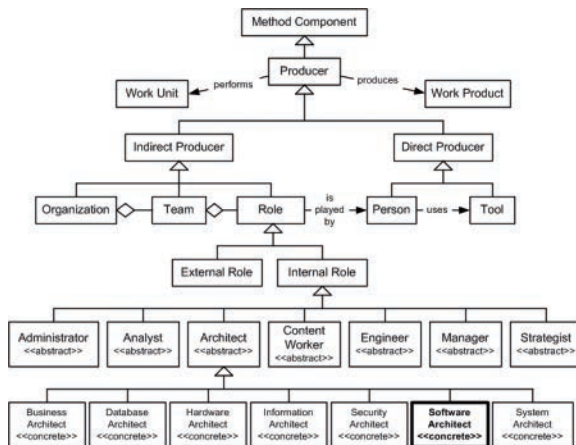 Method Component
Producer
performs
produces
Work Unit
Work Product
Indirect Producer
Direct Producer
Organization
Team
Role
is
played
by
Person
uses
Tool
External Role
Internal Role
Administrator
<<abstract>>
Analyst
<<abstract>>
Architect
<<abstract>>
Content
Worker
<<abstract>>
Engineer
<<abstract>>
Manager
<<abstract>>
Strategist
<<abstract>>
Business
Architect
<<concrete>>
Database
Architect
<<concrete>>
Hardware
Architect
<<concrete>>
Information
Architect
<<concrete>>
Security
Architect
<<concrete>>
Software
Architect
<<concrete>>
System
Architect
<<concrete>>